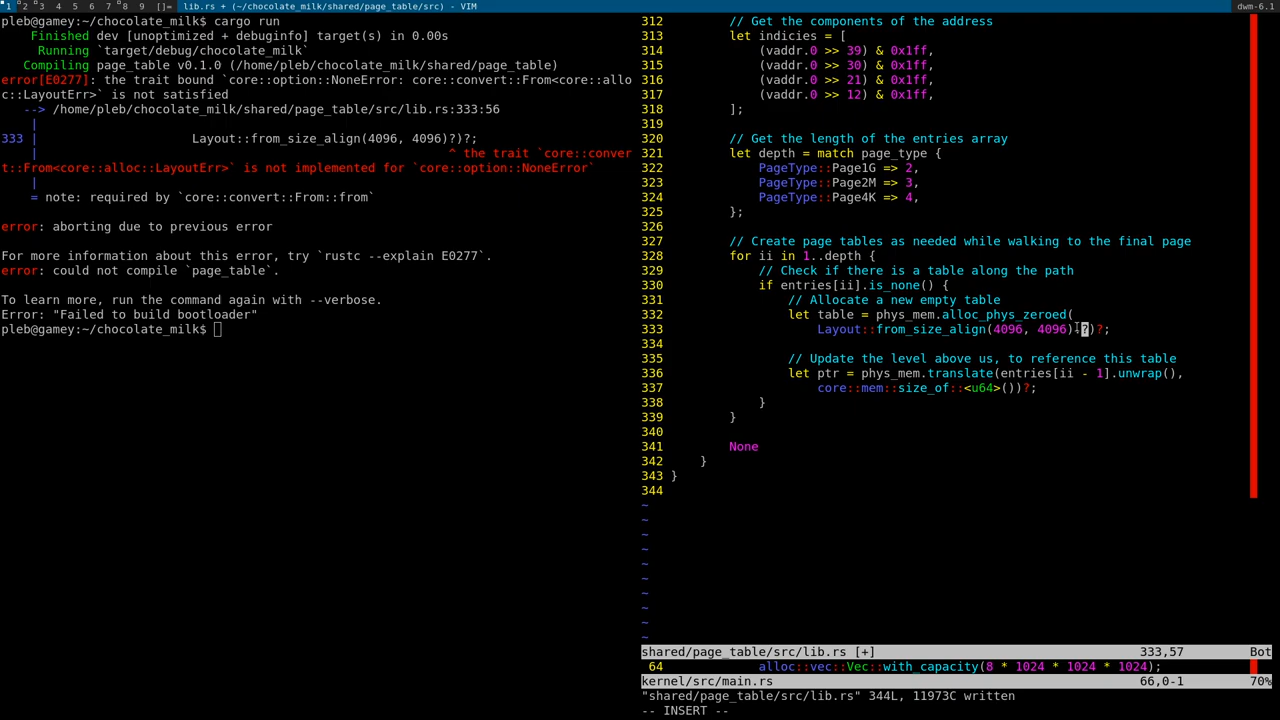 1 2 3 4 5 6 7 8 9 []= lib.rs + (~/chocolate_milk/shared/page_table/src) - VIM dwm-6.1
pleb@gamey:~/chocolate_milk$ cargo run
Finished dev [unoptimized + debuginfo] target(s) in 0.00s
Running `target/debug/chocolate_milk`
Compiling page_table v0.1.0 (/home/pleb/chocolate_milk/shared/page_table)
error[E0277]: the trait bound `core::option::NoneError: core::convert::From<core::allo
c::LayoutErr>` is not satisfied
--> /home/pleb/chocolate_milk/shared/page_table/src/lib.rs:333:56
|
333 | Layout::from_size_align(4096, 4096)?)?;
| ^ the trait `core::conver
t::From<core::alloc::LayoutErr>` is not implemented for `core::option::NoneError`
|
= note: required by `core::convert::From::from`
error: aborting due to previous error
For more information about this error, try `rustc --explain E0277`.
error: could not compile `page_table`.
To learn more, run the command again with --verbose.
Error: "Failed to build bootloader"
pleb@gamey:~/chocolate_milk$
312 // Get the components of the address
313 let indicies = [
314 (vaddr.0 >> 39) & 0x1ff,
315 (vaddr.0 >> 30) & 0x1ff,
316 (vaddr.0 >> 21) & 0x1ff,
317 (vaddr.0 >> 12) & 0x1ff,
318 ];
319
320 // Get the length of the entries array
321 let depth = match page_type {
322 PageType::Page1G => 2,
323 PageType::Page2M => 3,
324 PageType::Page4K => 4,
325 };
326
327 // Create page tables as needed while walking to the final page
328 for ii in 1..depth {
329 // Check if there is a table along the path
330 if entries[ii].is_none() {
331 // Allocate a new empty table
332 let table = phys_mem.alloc_phys_zeroed(
333 Layout::from_size_align(4096, 4096).?)?;
334
335 // Update the level above us, to reference this table
336 let ptr = phys_mem.translate(entries[ii - 1].unwrap(),
337 core::mem::size_of::<u64>())?;
338 }
339 }
340
341 None
342 }
343 }
344
~
~
~
~
~
~
~
~
~
~
shared/page_table/src/lib.rs [+] 333,57 Bot
64 alloc::vec::Vec::with_capacity(8 * 1024 * 1024 * 1024);
kernel/src/main.rs 66,0-1 70%
"shared/page_table/src/lib.rs" 344L, 11973C written
-- INSERT --